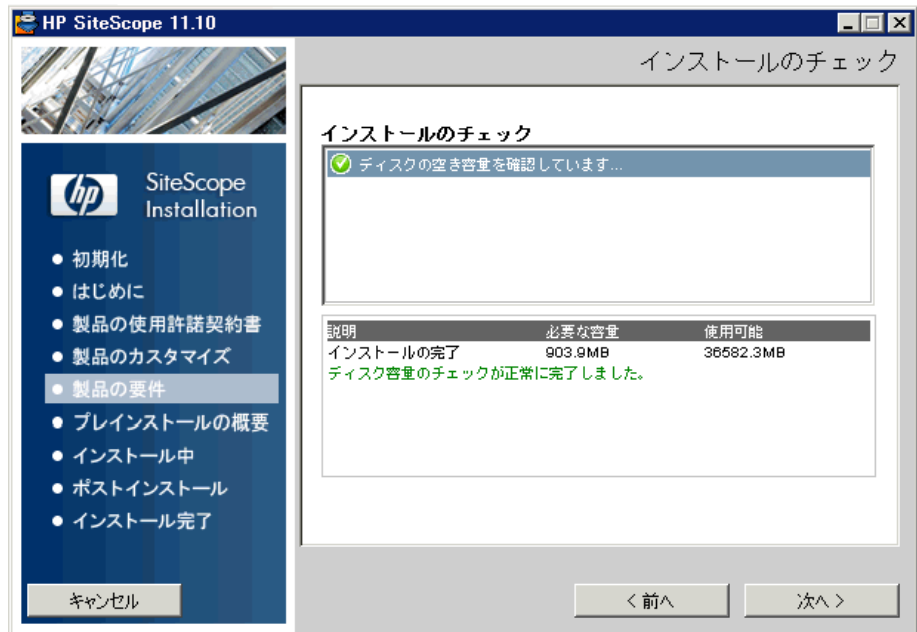 HP SiteScope 11.10
インストールのチェック
hp
SiteScope
Installation
初期化
はじめに
製品の使用許諾契約書
製品のカスタマイズ
製品の要件
プレインストールの概要
インストール中
ポストインストール
インストール完了
インストールのチェック
ディスクの空き容量を確認しています...
説明 必要な容量 使用可能
インストールの完了 903.9MB 36582.3MB
ディスク容量のチェックが正常に完了しました。
キャンセル
< 前へ
次へ >